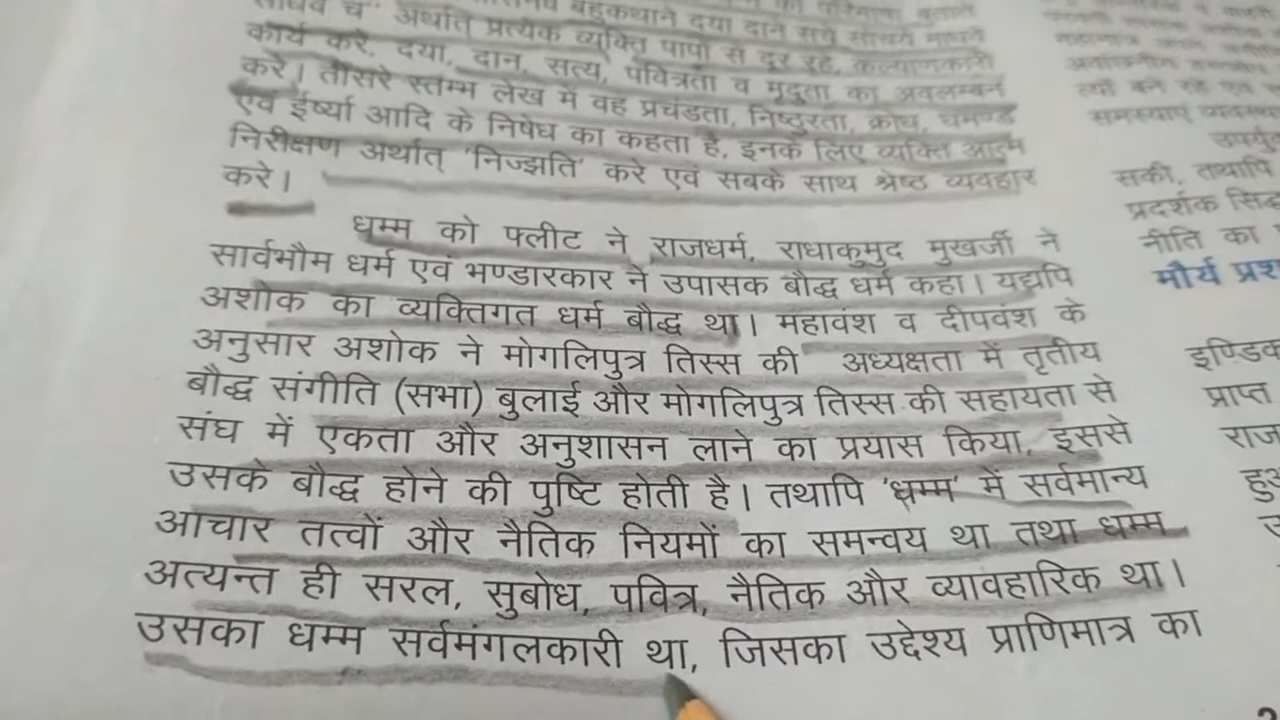 अर्थात् प्रत्येक व्यक्ति पापों से दूर रहे, कल्याणकारी
कार्य करे, दया, दान, सत्य, पवित्रता व मृदुता का अवलम्बन
करे। तीसरे स्तम्भ लेख में वह प्रचंडता, निष्ठुरता, क्रोध, घमण्ड
एवं ईर्ष्या आदि के निषेध का कहता है, इनके लिए व्यक्ति आत्म
निरीक्षण अर्थात् 'निज्झति' करे एवं सबके साथ श्रेष्ठ व्यवहार
करे।
धम्म को फ्लीट ने राजधर्म, राधाकुमुद मुखर्जी ने
सार्वभौम धर्म एवं भण्डारकार ने उपासक बौद्ध धर्म कहा। यद्यपि
अशोक का व्यक्तिगत धर्म बौद्ध था। महावंश व दीपवंश के
अनुसार अशोक ने मोगलिपुत्र तिस्स की अध्यक्षता में तृतीय
बौद्ध संगीति (सभा) बुलाई और मोगलिपुत्र तिस्स की सहायता से
संघ में एकता और अनुशासन लाने का प्रयास किया, इससे
उसके बौद्ध होने की पुष्टि होती है। तथापि 'धम्म' में सर्वमान्य
आचार तत्वों और नैतिक नियमों का समन्वय था तथा धम्म
अत्यन्त ही सरल, सुबोध, पवित्र, नैतिक और व्यावहारिक था।
उसका धम्म सर्वमंगलकारी था, जिसका उद्देश्य प्राणिमात्र का
सकी, तथापि
प्रदर्शक
नीति का
मौर्य
प्राप्त